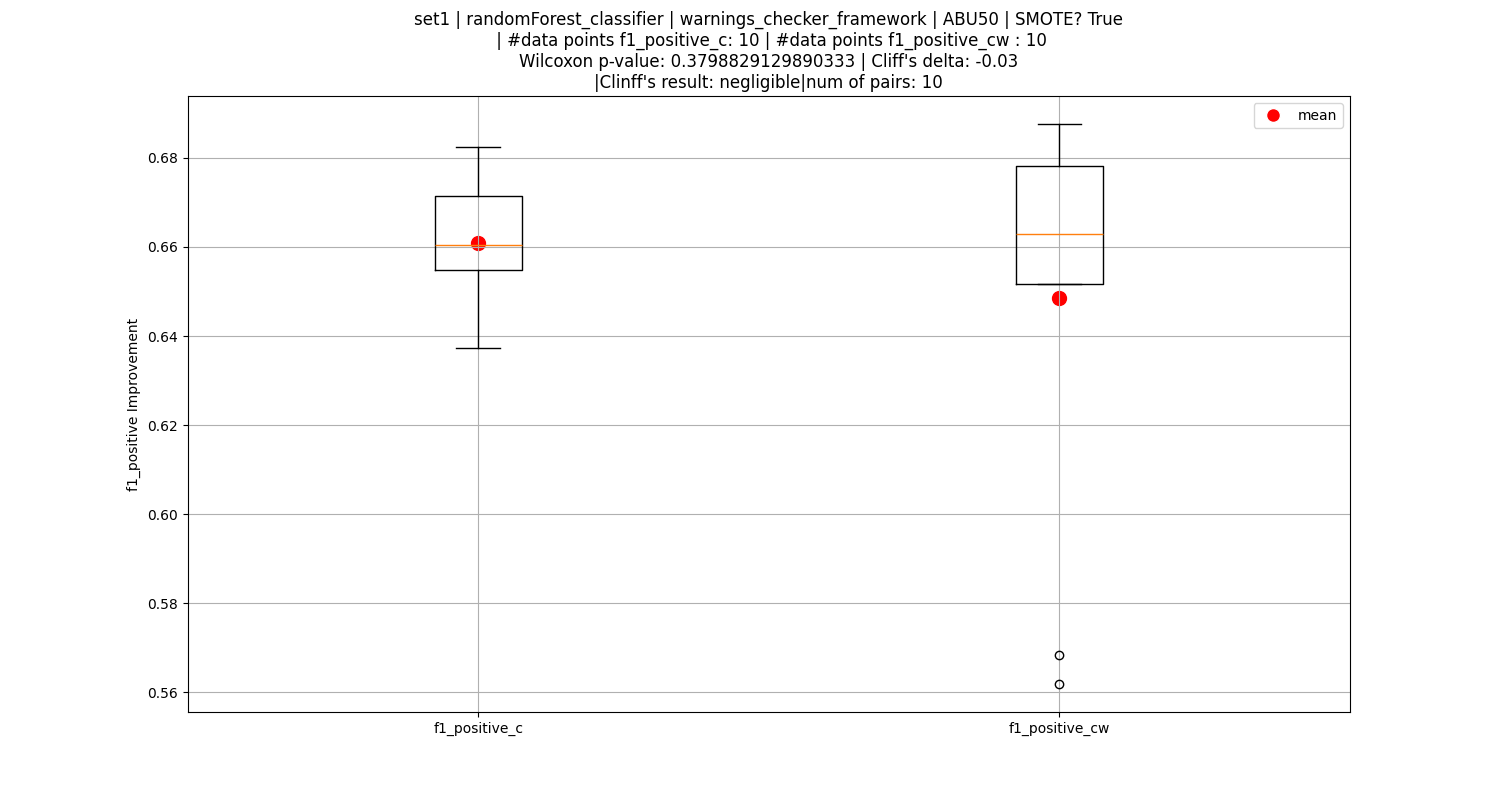 set1 | randomForest_classifier | warnings_checker_framework | ABU50 | SMOTE? True
| #data points f1_positive_c: 10 | #data points f1_positive_cw : 10
Wilcoxon p-value: 0.3798829129890333 | Cliff's delta: -0.03
|Clinff's result: negligible|num of pairs: 10
mean
0.68
0.66
0.64
0.62
0.60
0.58
0.56
f1_positive Improvement
f1_positive_c
f1_positive_cw